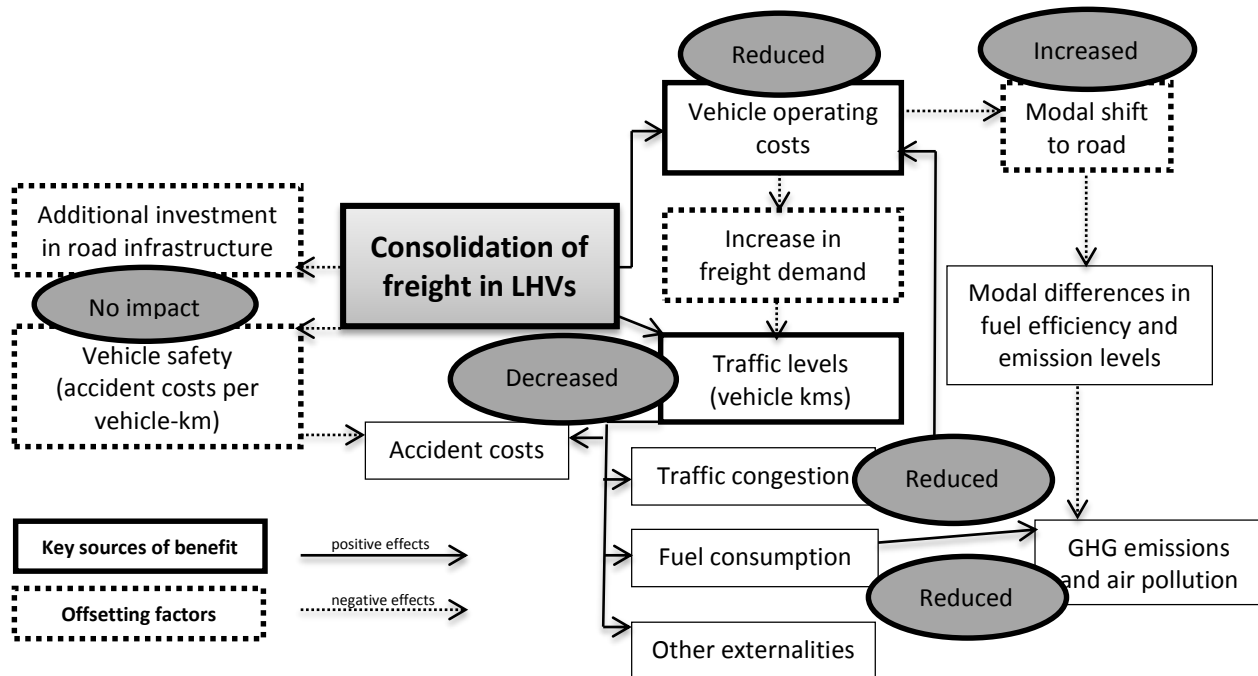 Reduced
Increased
Vehicle operating
costs
Modal shift
to road
Additional investment
in road infrastructure
Consolidation of
freight in LHVs
Increase in
freight demand
No impact
Modal differences in
fuel efficiency and
emission levels
Vehicle safety
(accident costs per
vehicle-km)
Decreased
Traffic levels
(vehicle kms)
Accident costs
Traffic congestion
Reduced
Key sources of benefit
positive effects
Fuel consumption
GHG emissions
and air pollution
Offsetting factors
negative effects
Reduced
Other externalities